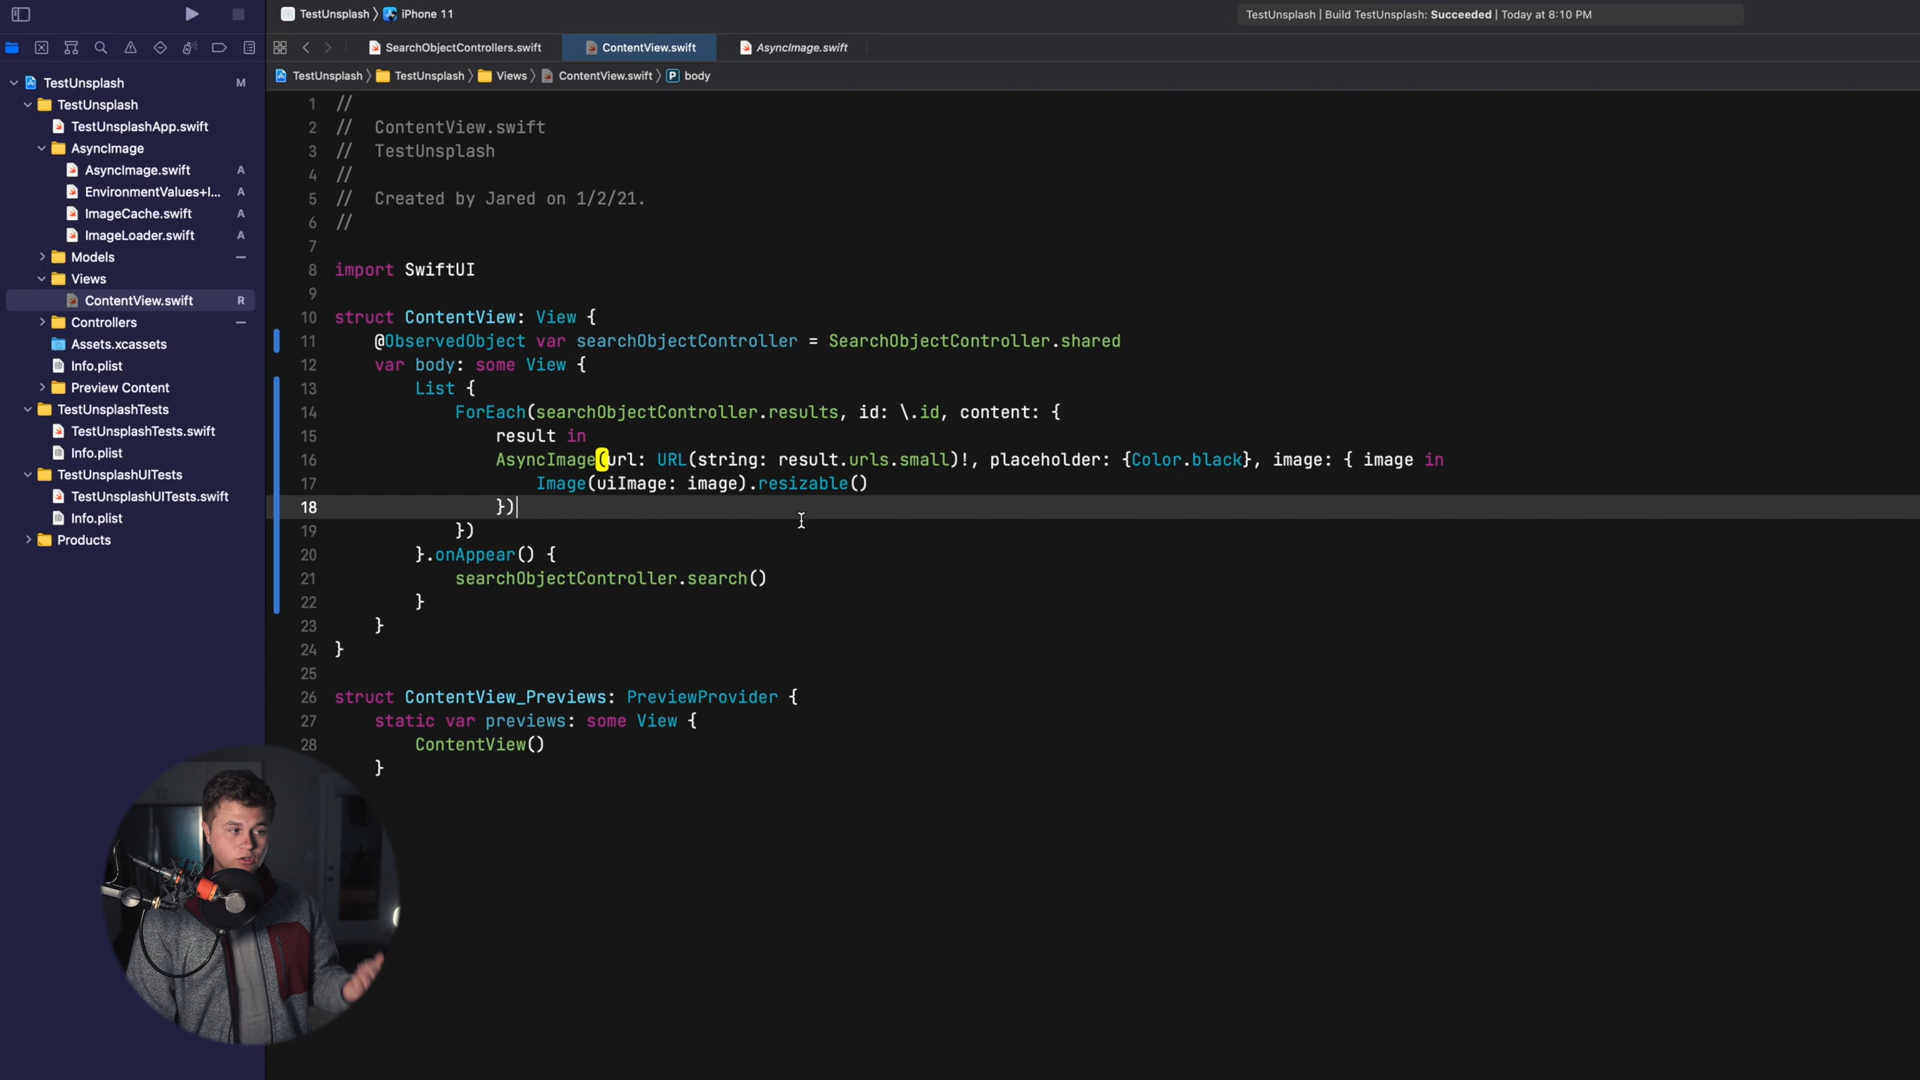 TestUnsplash
iPhone 11
TestUnsplash | Build TestUnsplash: Succeeded | Today at 8:10 PM
SearchObjectControllers.swift
ContentView.swift
AsyncImage.swift
TestUnsplash
TestUnsplash
Views
ContentView.swift
P body
TestUnsplash M
TestUnsplash
TestUnsplashApp.swift
AsyncImage
AsyncImage.swift A
EnvironmentValues+I... A
ImageCache.swift A
ImageLoader.swift A
Models
Views
ContentView.swift R
Controllers
Assets.xcassets
Info.plist
Preview Content
TestUnsplashTests
TestUnsplashTests.swift
Info.plist
TestUnsplashUITests
TestUnsplashUITests.swift
Info.plist
Products
1 //
2 //  ContentView.swift
3 //  TestUnsplash
4 //
5 //  Created by Jared on 1/2/21.
6 //
7
8 import SwiftUI
9
10 struct ContentView: View {
11     @ObservedObject var searchObjectController = SearchObjectController.shared
12     var body: some View {
13         List {
14             ForEach(searchObjectController.results, id: \.id, content: {
15                 result in
16                 AsyncImage(url: URL(string: result.urls.small)!, placeholder: {Color.black}, image: { image in
17                     Image(uiImage: image).resizable()
18                 })
19             })
20         }.onAppear() {
21             searchObjectController.search()
22         }
23     }
24 }
25
26 struct ContentView_Previews: PreviewProvider {
27     static var previews: some View {
28         ContentView()
    }